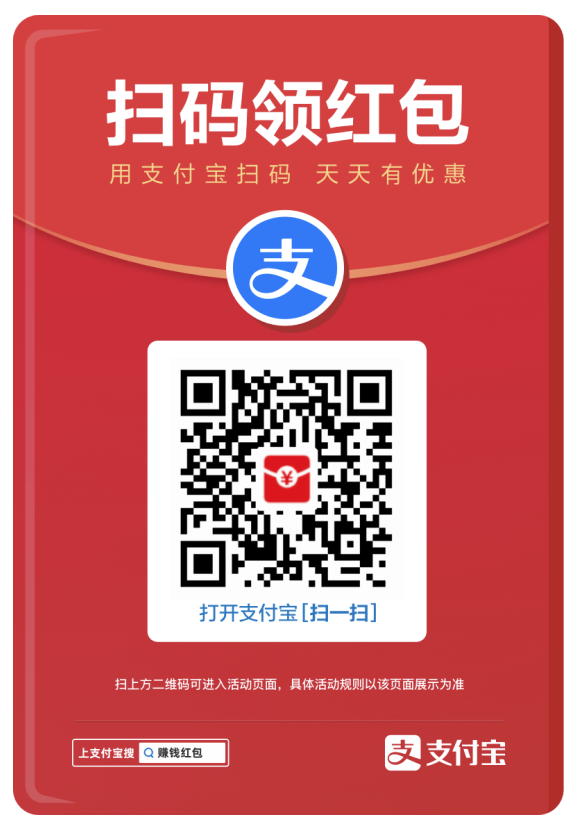 扫码领红包
用支付宝扫码 天天有优惠
支
¥
打开支付宝[扫一扫]
扫上方二维码可进入活动页面，具体活动规则以该页面展示为准
上支付宝搜 赚钱红包
支 支付宝